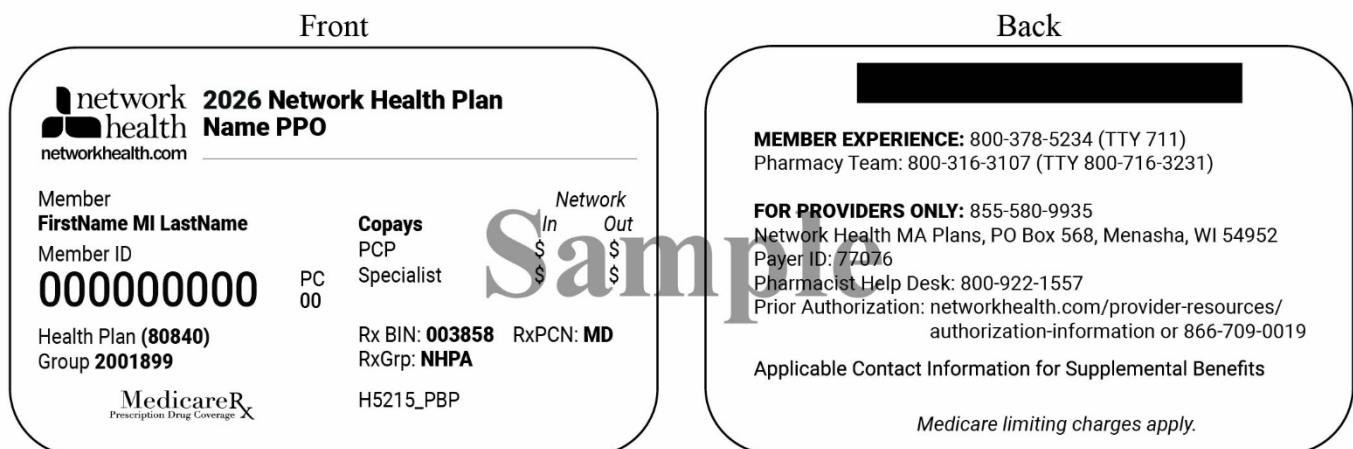 Front
network health
networkhealth.com
2026 Network Health Plan
Name PPO
Member
FirstName MI LastName
Member ID
000000000
PC
00
Health Plan (80840)
Group 2001899
MedicareRx
Prescription Drug Coverage
Network
Copays In Out
PCP $ $
Specialist $ $
Rx BIN: 003858 RxPCN: MD
RxGrp: NHPA
H5215_PBP
Sample
Back
MEMBER EXPERIENCE: 800-378-5234 (TTY 711)
Pharmacy Team: 800-316-3107 (TTY 800-716-3231)
FOR PROVIDERS ONLY: 855-580-9935
Network Health MA Plans, PO Box 568, Menasha, WI 54952
Payer ID: 77076
Pharmacist Help Desk: 800-922-1557
Prior Authorization: networkhealth.com/provider-resources/
authorization-information or 866-709-0019
Applicable Contact Information for Supplemental Benefits
Medicare limiting charges apply.